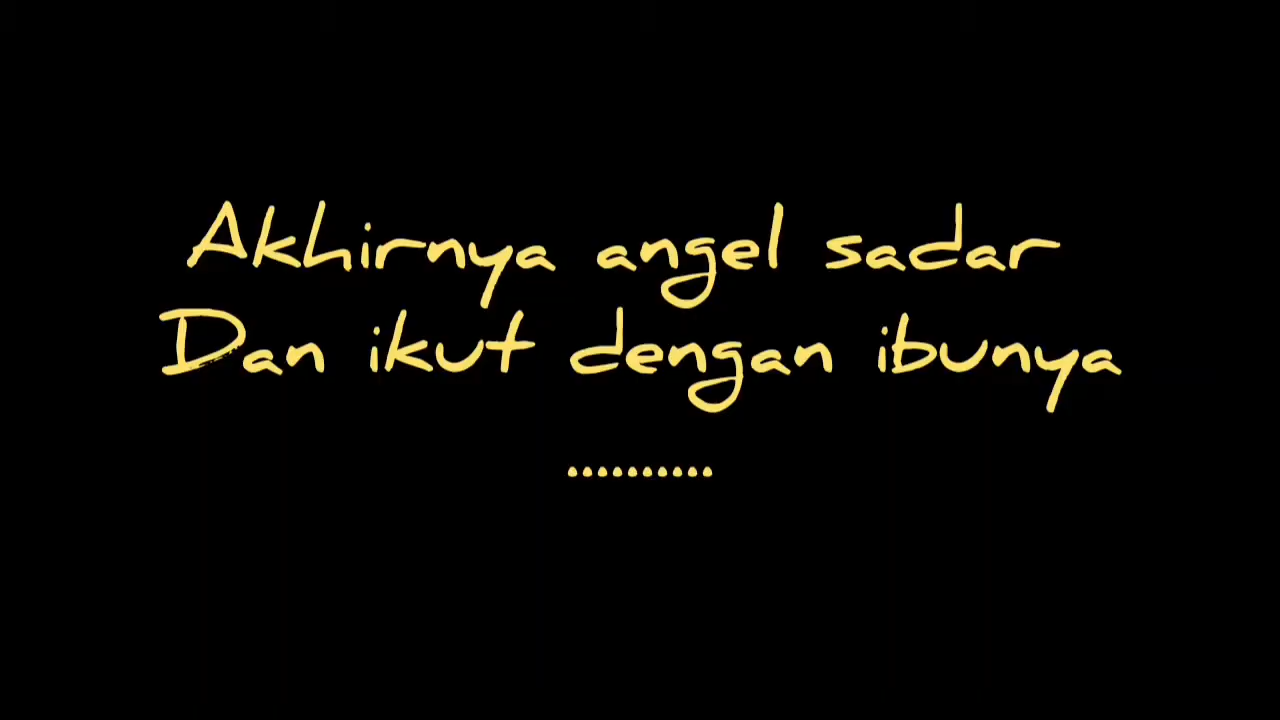 Akhirnya angel sadar
Dan ikut dengan ibunya
..........